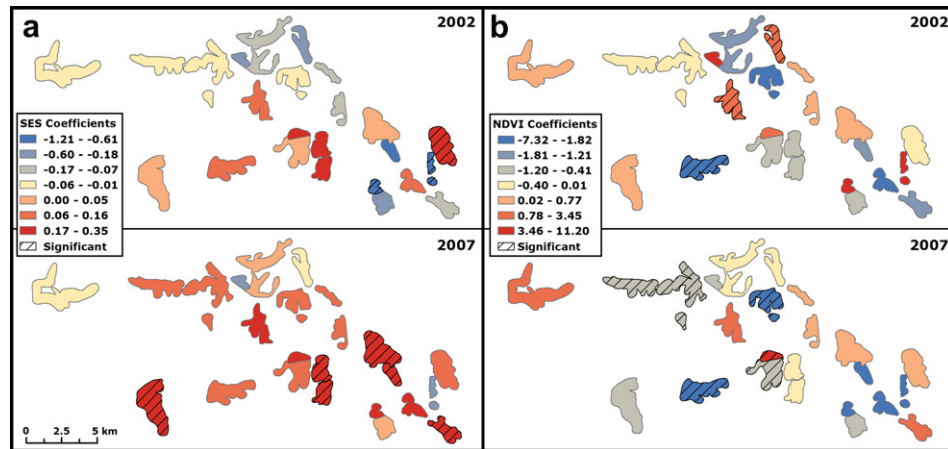 a
2002
SES Coefficients
-1.21 - -0.61
-0.60 - -0.18
-0.17 - -0.07
-0.06 - -0.01
0.00 - 0.05
0.06 - 0.16
0.17 - 0.35
Significant
2007
0 2.5 5 km
b
2002
NDVI Coefficients
-7.32 - -1.82
-1.81 - -1.21
-1.20 - -0.41
-0.40 - 0.01
0.02 - 0.77
0.78 - 3.45
3.46 - 11.20
Significant
2007